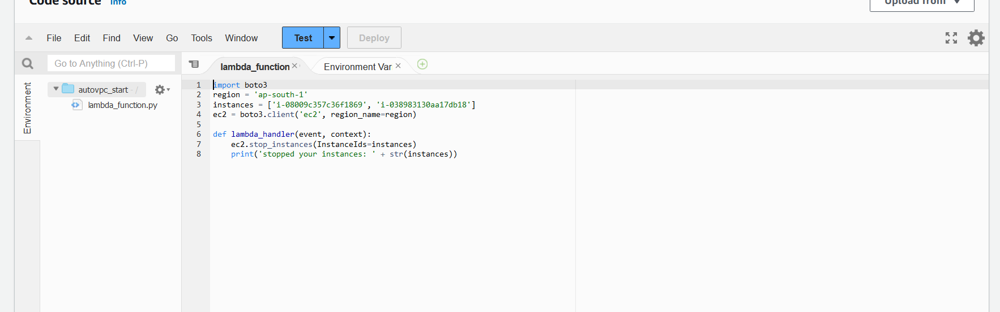 Code source Info
Upload from
File Edit Find View Go Tools Window Test Deploy
Go to Anything (Ctrl-P)
lambda_function Environment Var
Environment
autovpc_start - /
lambda_function.py
1 import boto3
2 region = 'ap-south-1'
3 instances = ['i-08009c357c36f1869', 'i-038983130aa17db18']
4 ec2 = boto3.client('ec2', region_name=region)
5
6 def lambda_handler(event, context):
7     ec2.stop_instances(InstanceIds=instances)
8     print('stopped your instances: ' + str(instances))